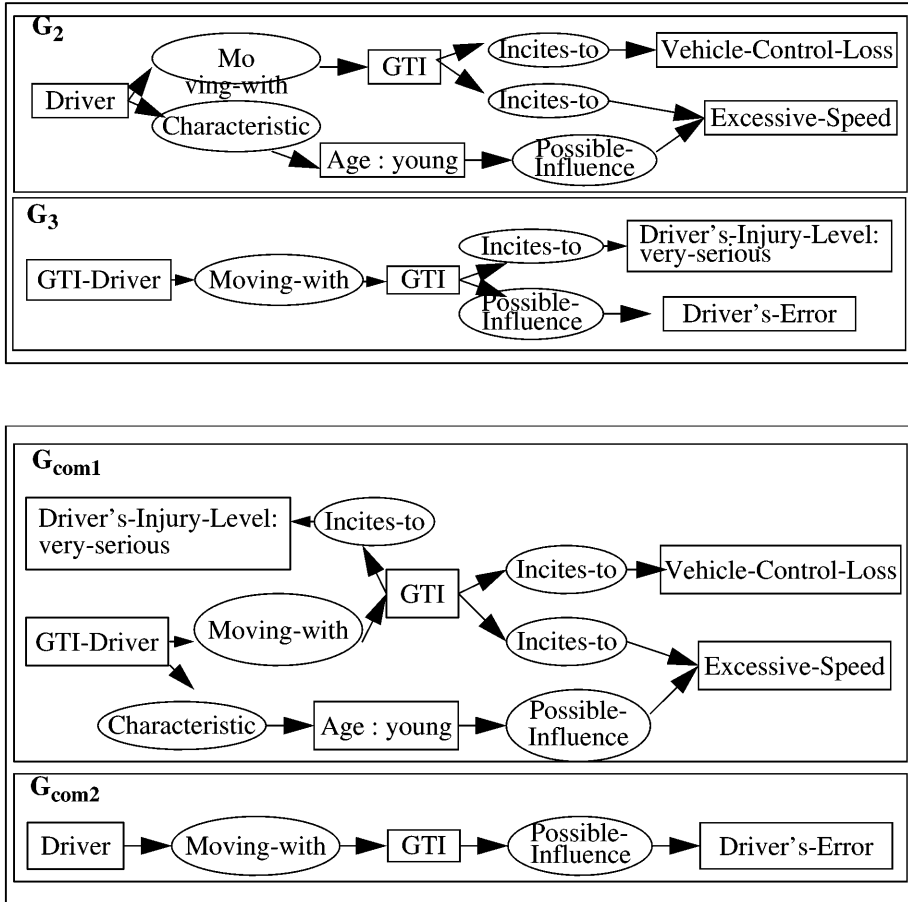 G2
Mo
ving-with
GTI
Incites-to
Vehicle-Control-Loss
Driver
Incites-to
Excessive-Speed
Characteristic
Age : young
Possible-
Influence
G3
Incites-to
Driver's-Injury-Level:
very-serious
GTI-Driver
Moving-with
GTI
Possible-
Influence
Driver's-Error
Gcom1
Driver's-Injury-Level:
very-serious
Incites-to
GTI
Incites-to
Vehicle-Control-Loss
GTI-Driver
Moving-with
Incites-to
Excessive-Speed
Characteristic
Age : young
Possible-
Influence
Gcom2
Driver
Moving-with
GTI
Possible-
Influence
Driver's-Error